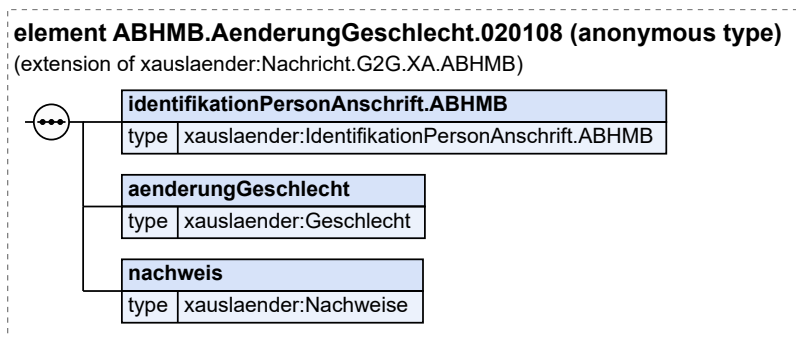 element ABHMB.AenderungGeschlecht.020108 (anonymous type)
(extension of xauslaender:Nachricht.G2G.XA.ABHMB)
identifikationPersonAnschrift.ABHMB
type xauslaender:IdentifikationPersonAnschrift.ABHMB
aenderungGeschlecht
type xauslaender:Geschlecht
nachweis
type xauslaender:Nachweise